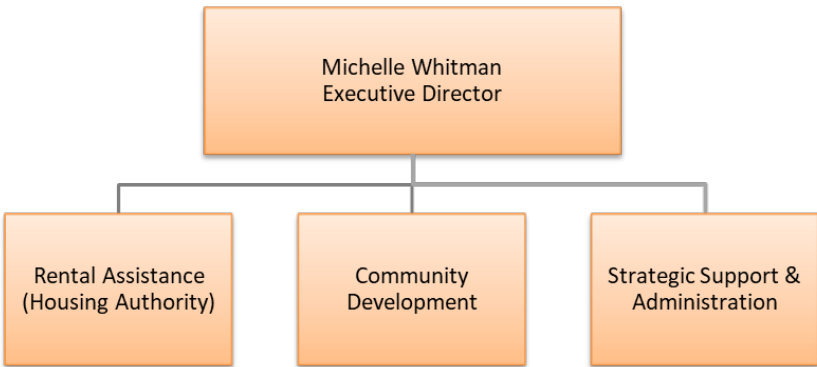 Michelle Whitman
Executive Director
Rental Assistance
(Housing Authority)
Community
Development
Strategic Support &
Administration